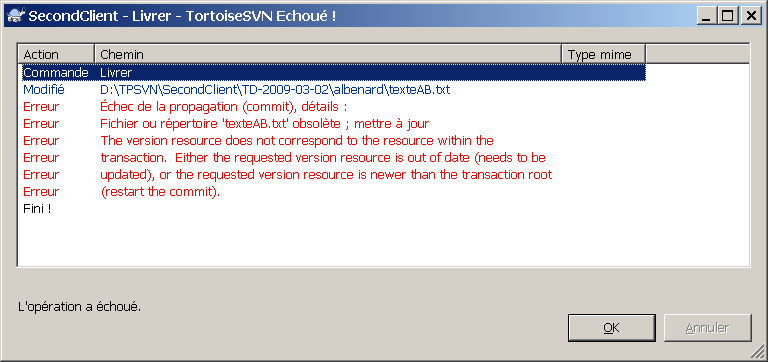 SecondClient - Livrer - TortoiseSVN Echoué !
Action Chemin Type mime
Commande Livrer
Modifié D:\TPSVN\SecondClient\TD-2009-03-02\albenard\texteAB.txt
Erreur Échec de la propagation (commit), détails :
Erreur Fichier ou répertoire 'texteAB.txt' obsolète ; mettre à jour
Erreur The version resource does not correspond to the resource within the
Erreur transaction.  Either the requested version resource is out of date (needs to be
Erreur updated), or the requested version resource is newer than the transaction root
Erreur (restart the commit).
Fini !
L'opération a échoué.
OK Annuler